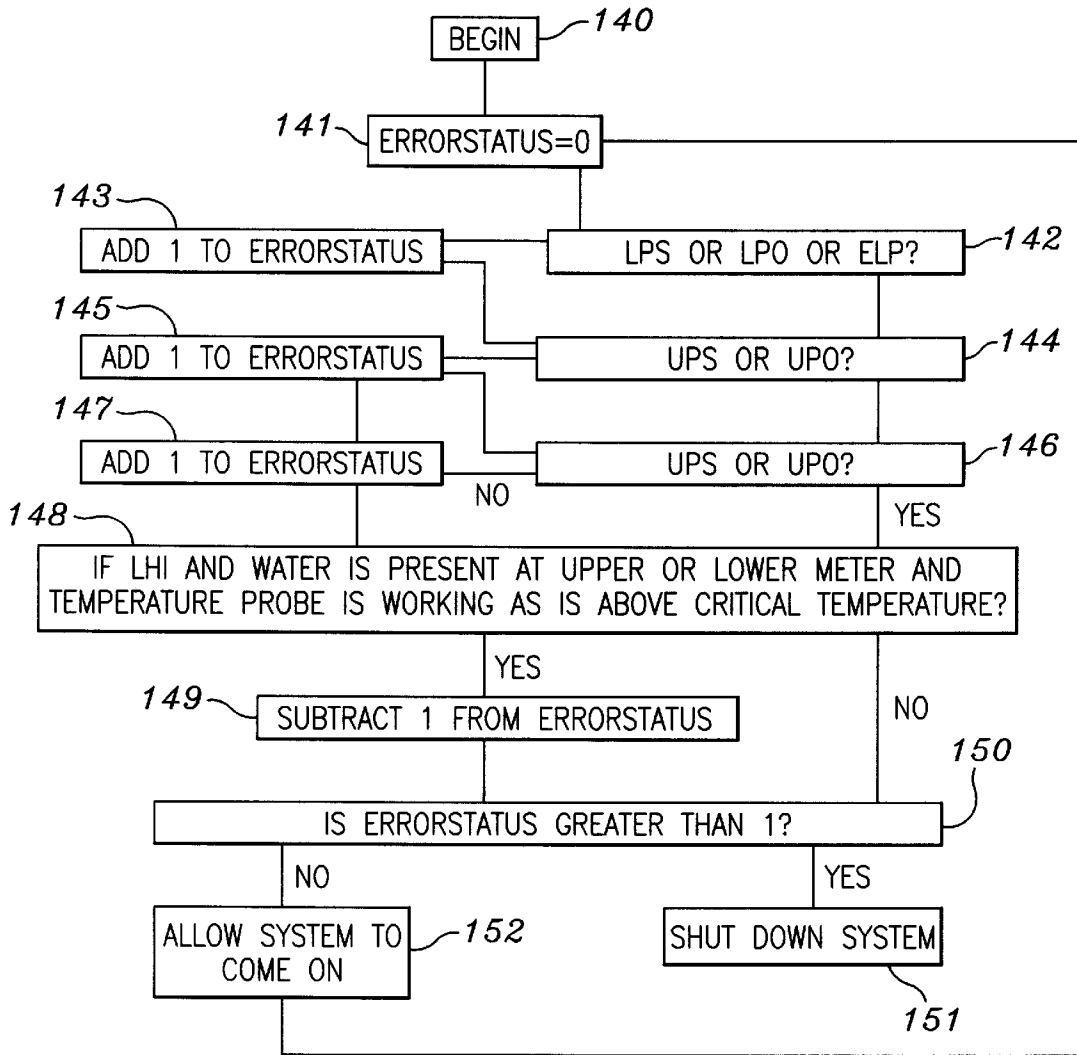 BEGIN
140
141
ERRORSTATUS=0
143
ADD 1 TO ERRORSTATUS
LPS OR LPO OR ELP?
142
145
ADD 1 TO ERRORSTATUS
UPS OR UPO?
144
147
ADD 1 TO ERRORSTATUS
NO
UPS OR UPO?
146
YES
148
IF LHI AND WATER IS PRESENT AT UPPER OR LOWER METER AND
TEMPERATURE PROBE IS WORKING AS IS ABOVE CRITICAL TEMPERATURE?
YES
NO
149
SUBTRACT 1 FROM ERRORSTATUS
150
IS ERRORSTATUS GREATER THAN 1?
NO
YES
ALLOW SYSTEM TO
COME ON
152
SHUT DOWN SYSTEM
151